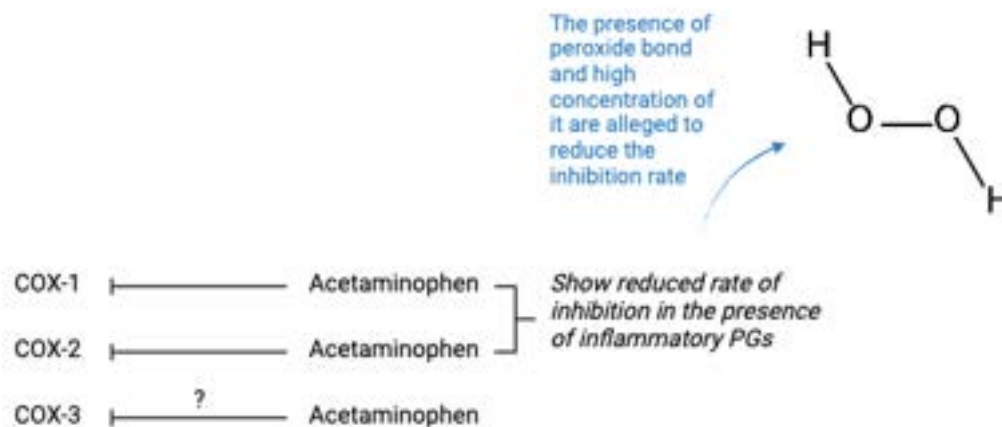 The presence of
peroxide bond
and high
concentration of
it are alleged to
reduce the
inhibition rate
H
O O
H
COX-1 Acetaminophen
Show reduced rate of
inhibition in the presence
of inflammatory PGs
COX-2 Acetaminophen
?
COX-3 Acetaminophen